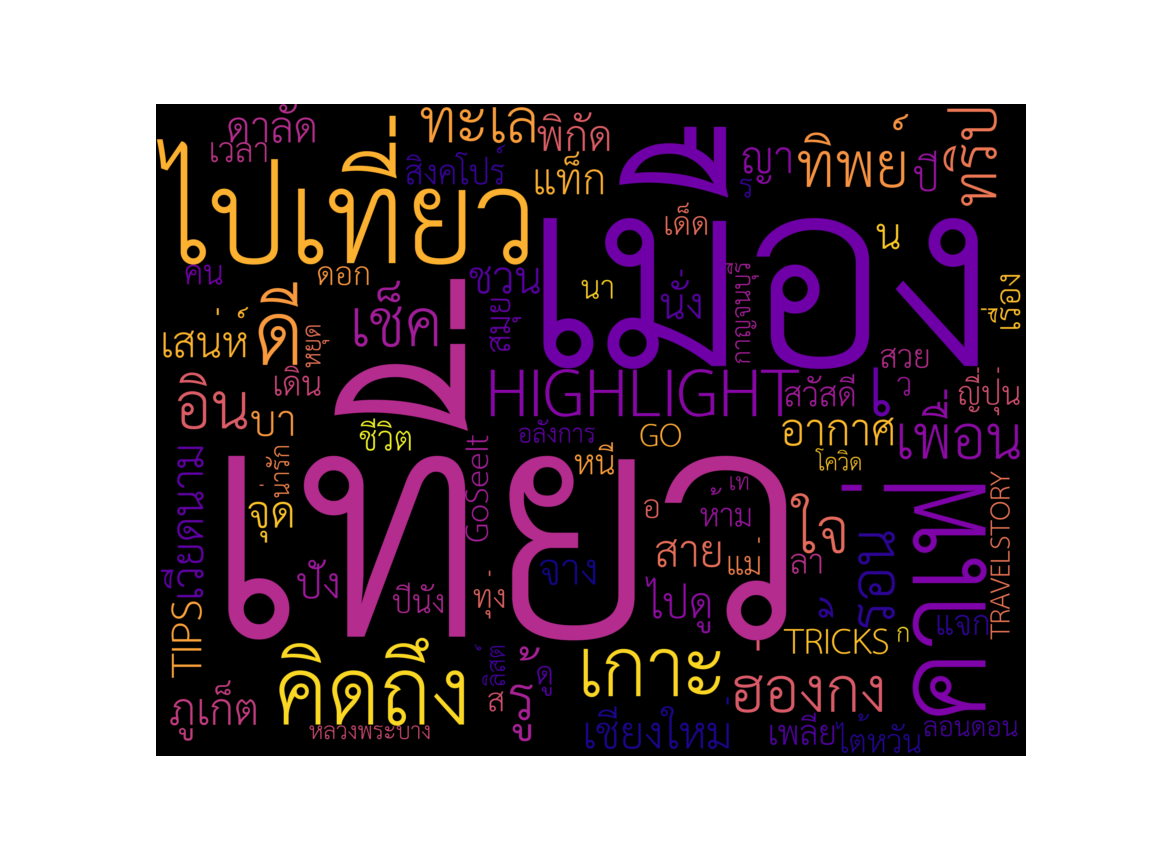 ดาลัด
ทะเล
พิกัด
ทริป
เวลา
ไปเที่ยว
สิงคโปร์
แท็ก
เมือง
ญา
ทิพย์
ปี
ร
เด็ด
น
คน
ดอก
ชวน
นา
นั่ง
กาญจนบุรี
เรื่อง
เสน่ห์
ดี
หยุด
เช็ค
สมุย
สวย
เดิน
HIGHLIGHT
สวัสดี
เ
ว
ญี่ปุ่น
อิน
บา
ชีวิต
อลังการ
GO
อากาศ
เพื่อน
เวียดนาม
น่ารัก
เที่ยว
GoSeeIt
หนี
โควิด
จุด
เท
ห้าม
อ
ใจ
คาเฟ่
TRAVELSTORY
สาย
แม่
ลา
ร้อน
ปัง
ปีนัง
ทุ่ง
จาง
ไปดู
TIPS
TRICKS
ก
แจก
คิดถึง
ลิสต์
รู้
ดู
เกาะ
ฮ่องกง
ภูเก็ต
หลวงพระบาง
ส
เชียงใหม่
เพลีย
ไต้หวัน
ลอนดอน